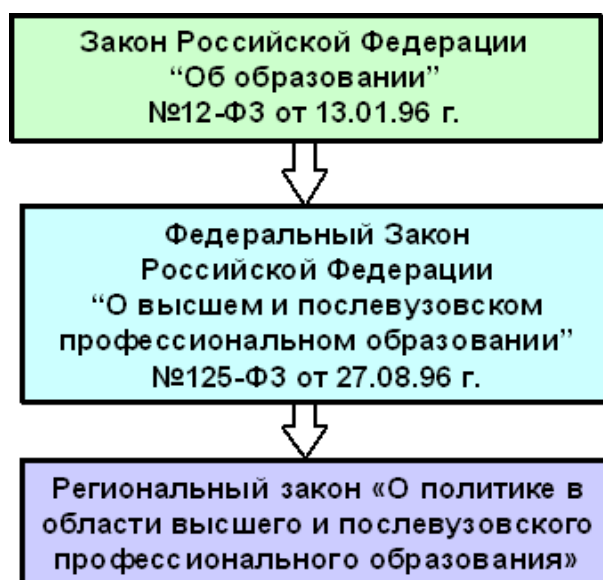 Закон Российской Федерации
“Об образовании”
№12-ФЗ от 13.01.96 г.
Федеральный Закон
Российской Федерации
“О высшем и послевузовском
профессиональном образовании”
№125-ФЗ от 27.08.96 г.
Региональный закон «О политике в
области высшего и послевузовского
профессионального образования»